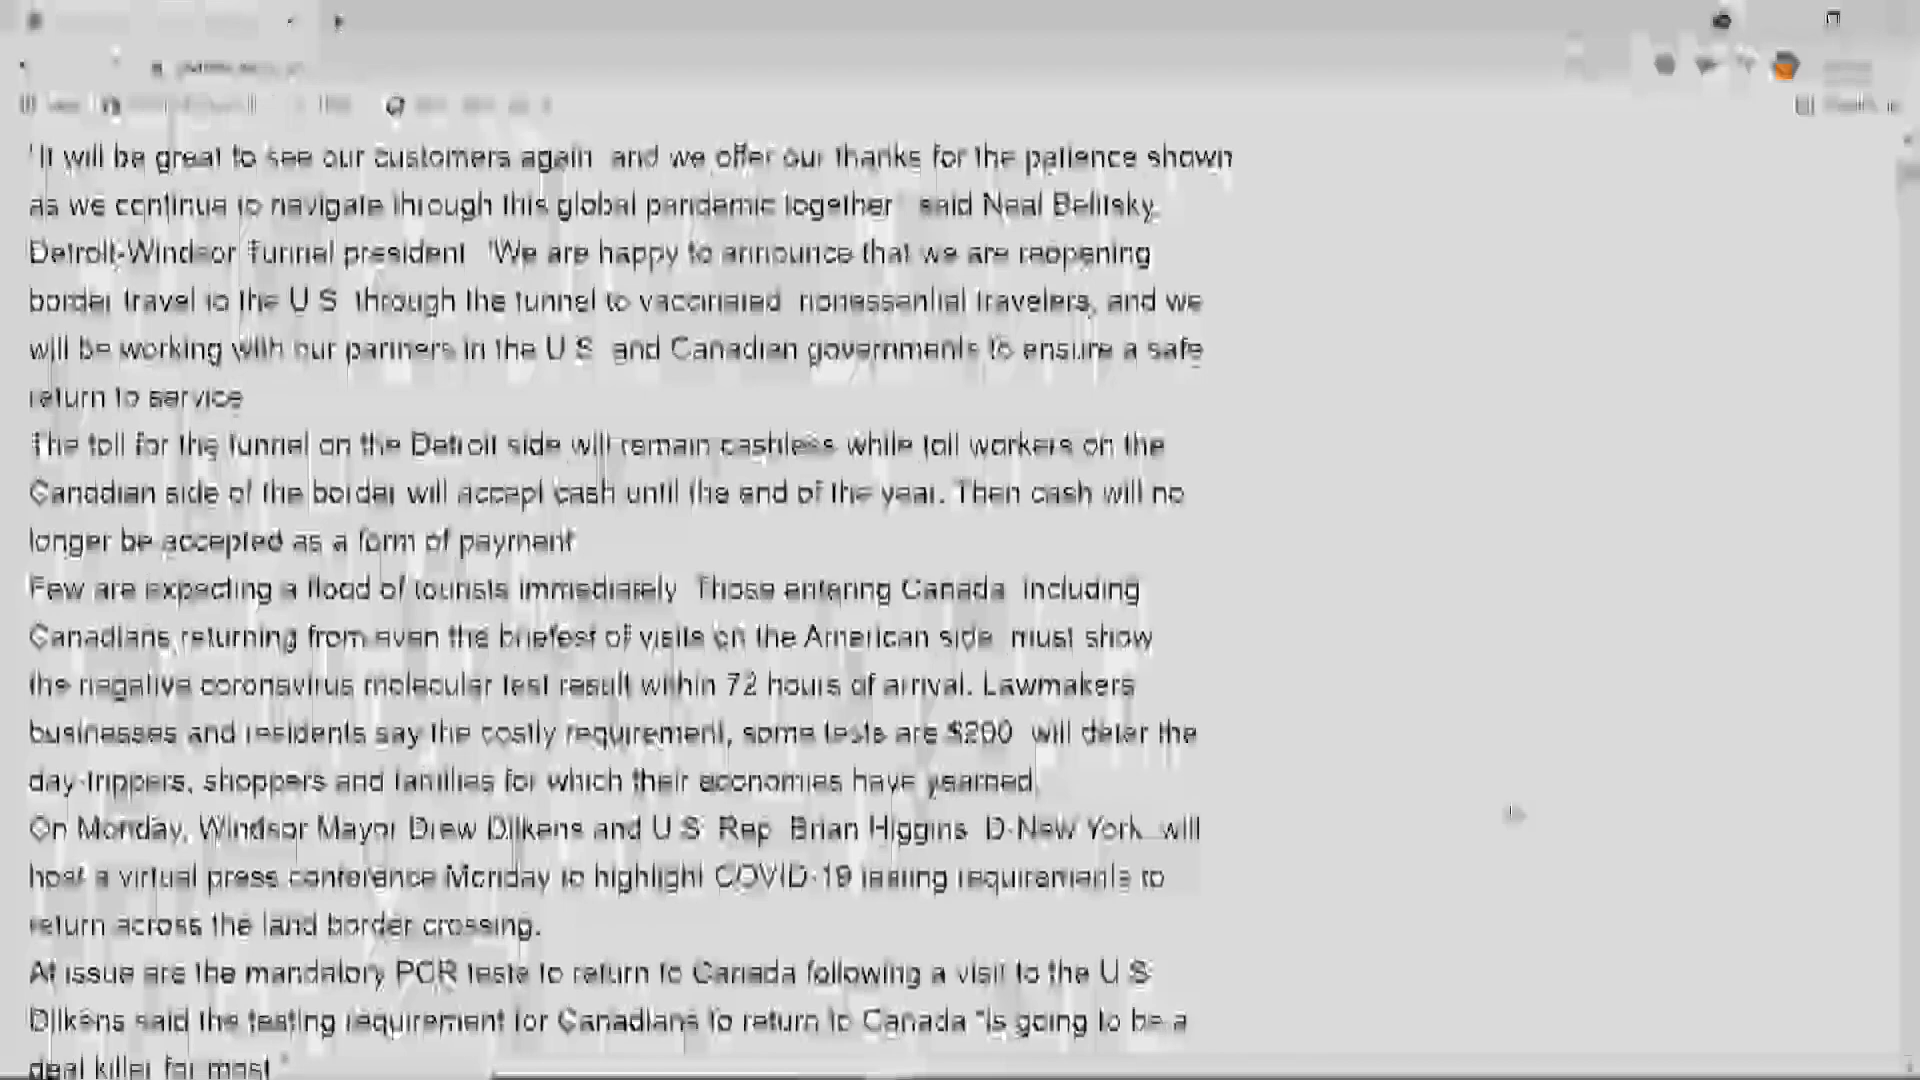 "It will be great to see our customers again and we offer our thanks for the patience shown
as we continue to navigate through this global pandemic together" said Neal Belitsky,
Detroit-Windsor Tunnel president "We are happy to announce that we are reopening
border travel to the U S through the tunnel to vaccinated nonessential travelers, and we
will be working with our partners in the U S and Canadian governments to ensure a safe
return to service
The toll for the tunnel on the Detroit side will remain cashless while toll workers on the
Canadian side of the border will accept cash until the end of the year. Then cash will no
longer be accepted as a form of payment
Few are expecting a flood of tourists immediately Those entering Canada including
Canadians returning from even the briefest of visits on the American side must show
the negative coronavirus molecular test result within 72 hours of arrival. Lawmakers
businesses and residents say the costly requirement, some tests are $200 will deter the
day-trippers, shoppers and families for which their economies have yearned.
On Monday, Windsor Mayor Drew Dilkens and U S Rep Brian Higgins D-New York will
host a virtual press conference Monday to highlight COVID-19 testing requirements to
return across the land border crossing.
At issue are the mandatory PCR tests to return to Canada following a visit to the U S
Dilkens said the testing requirement for Canadians to return to Canada "is going to be a
deal killer for most "